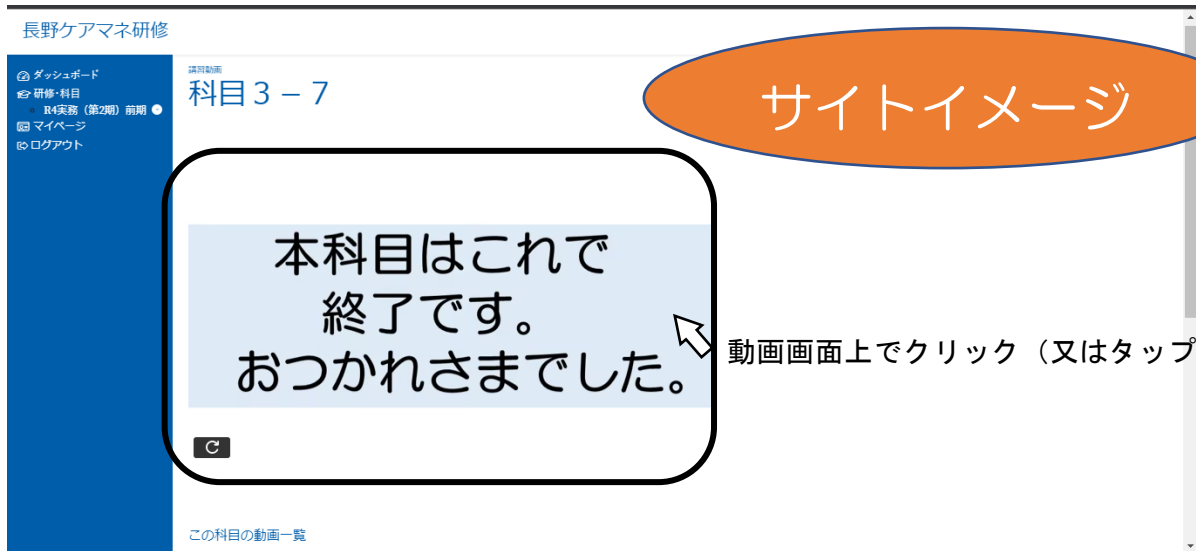 長野ケアマネ研修
ダッシュボード
研修・科目
R4実務（第2期）前期
マイページ
ログアウト
講習動画
科目３－７
サイトイメージ
本科目はこれで
終了です。
おつかれさまでした。
動画画面上でクリック（又はタップ
この科目の動画一覧